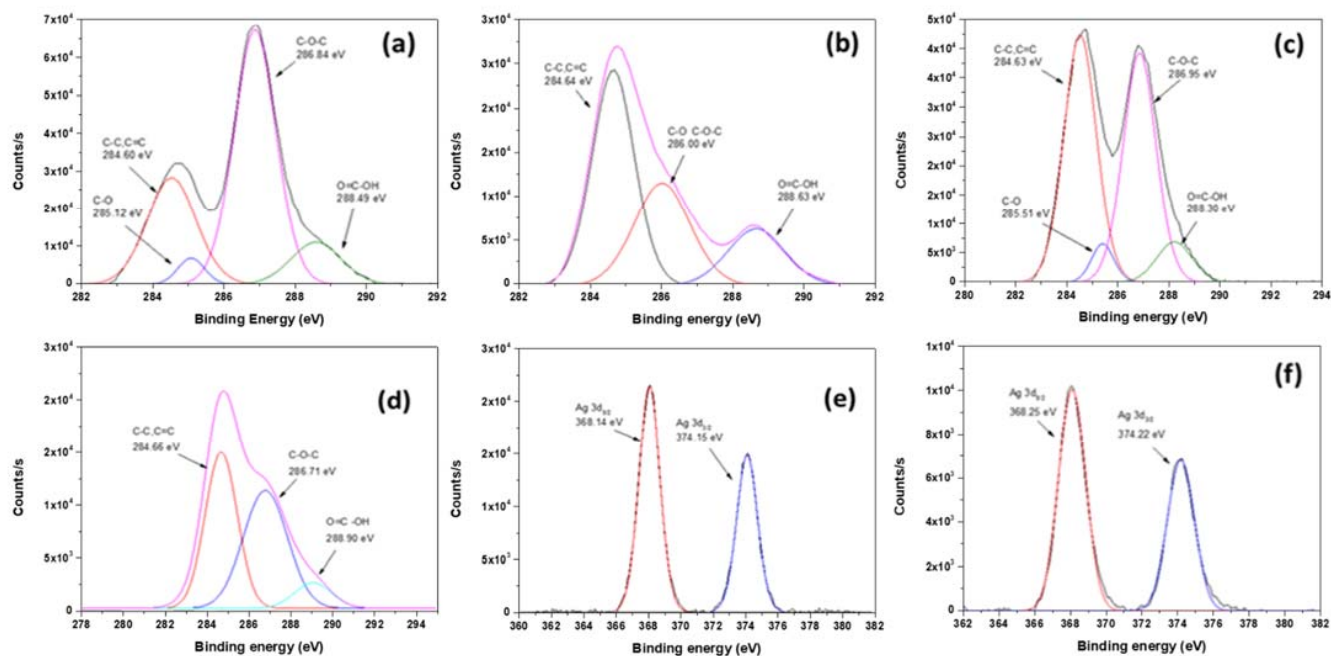 (a)
7x10⁴
6x10⁴
5x10⁴
4x10⁴
3x10⁴
2x10⁴
1x10⁴
0
Counts/s
C-O-C
286.84 eV
C-C,C=C
284.60 eV
C-O
285.12 eV
O=C-OH
288.49 eV
282 284 286 288 290 292
Binding Energy (eV)
(b)
3x10⁴
3x10⁴
2x10⁴
2x10⁴
1x10⁴
5x10³
0
Counts/s
C-C,C=C
284.64 eV
C-O C-O-C
286.00 eV
O=C-OH
288.63 eV
282 284 286 288 290 292
Binding energy (eV)
(c)
5x10⁴
4x10⁴
4x10⁴
3x10⁴
3x10⁴
2x10⁴
2x10⁴
1x10⁴
5x10³
0
Counts/s
C-C,C=C
284.63 eV
C-O-C
286.95 eV
C-O
285.51 eV
O=C-OH
288.30 eV
280 282 284 286 288 290 292 294
Binding energy (eV)
(d)
3x10⁴
2x10⁴
2x10⁴
1x10⁴
5x10³
0
Counts/s
C-C,C=C
284.66 eV
C-O-C
286.71 eV
O=C -OH
288.90 eV
278 280 282 284 286 288 290 292 294
Binding energy (eV)
(e)
3x10⁴
2x10⁴
2x10⁴
1x10⁴
5x10³
0
Counts/s
Ag 3d
368.14 eV
Ag 3d
374.15 eV
360 362 364 366 368 370 372 374 376 378 380 382
Binding energy (eV)
(f)
1x10⁴
1x10⁴
8x10³
6x10³
4x10³
2x10³
0
Counts/s
Ag 3d
368.25 eV
Ag 3d
374.22 eV
362 364 366 368 370 372 374 376 378 380 382
Binding energy (eV)